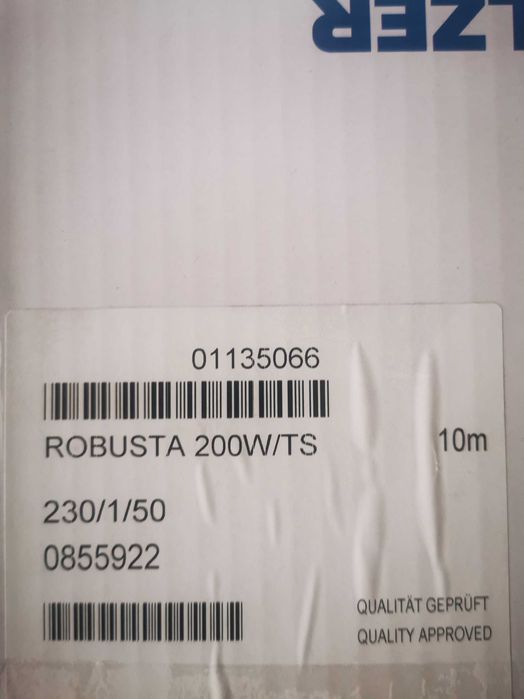 LZER
01135066
ROBUSTA 200W/TS 10m
230/1/50
0855922
QUALITÄT GEPRÜFT
QUALITY APPROVED